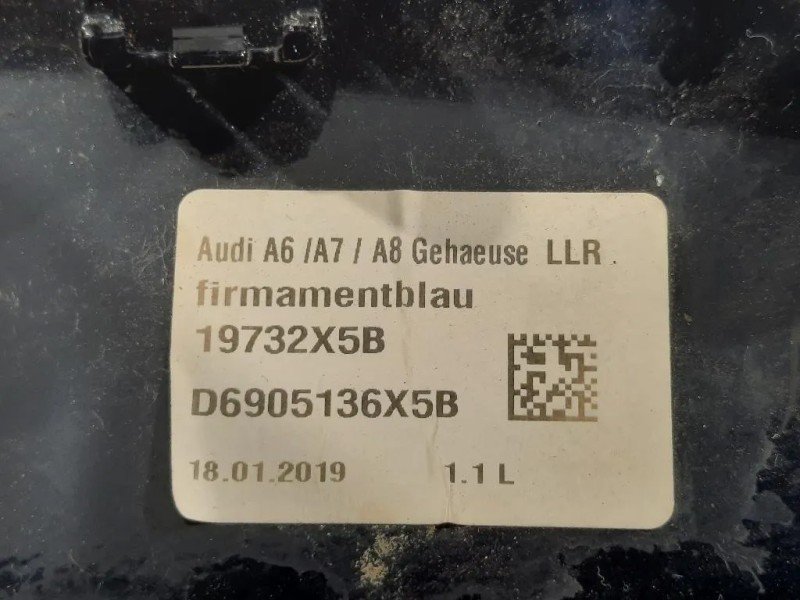 Audi A6 /A7 / A8 Gehaeuse LLR
firmamentblau
19732X5B
D6905136X5B
18.01.2019 1.1 L